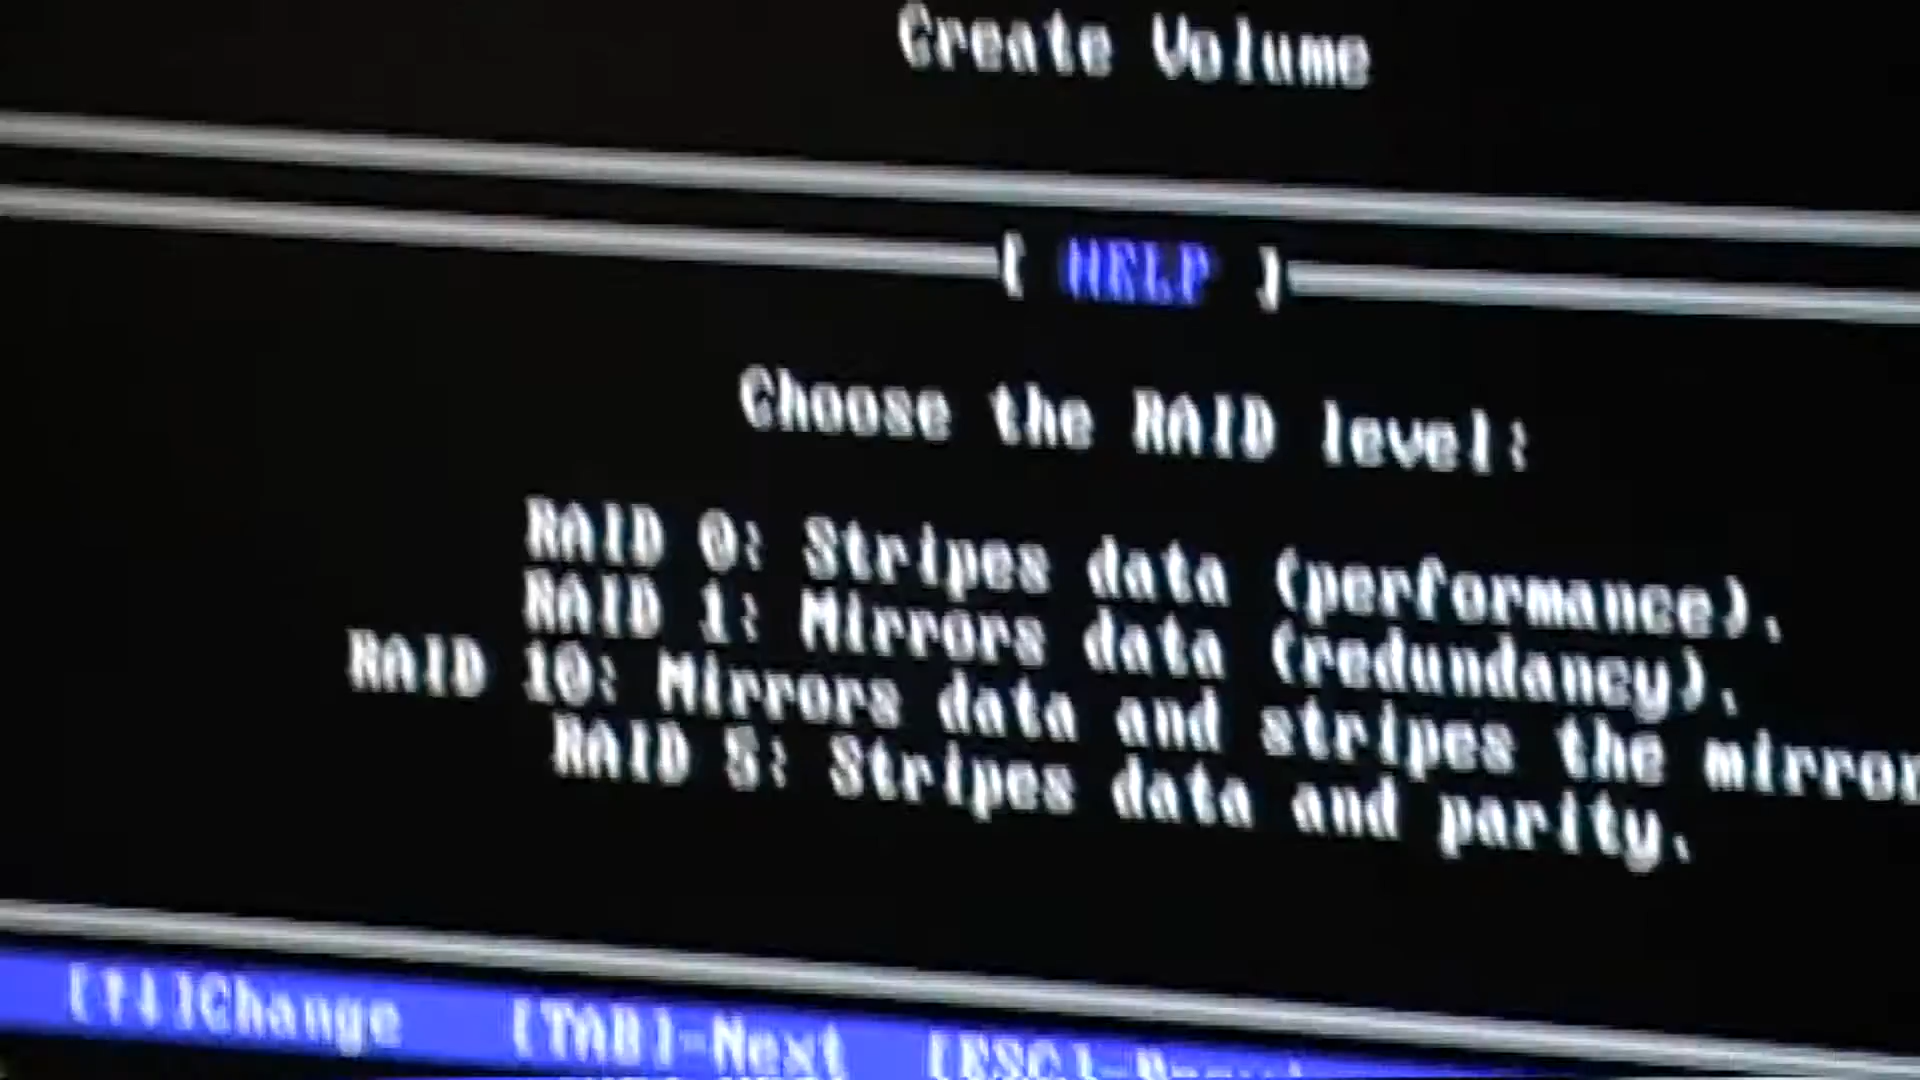 Create Volume
[ HELP ]
Choose the RAID level:
RAID 0: Stripes data (performance).
RAID 1: Mirrors data (redundancy).
RAID 10: Mirrors data and stripes the mirror
RAID 5: Stripes data and parity.
[↑↓]Change [TAB]-Next [ESC]-